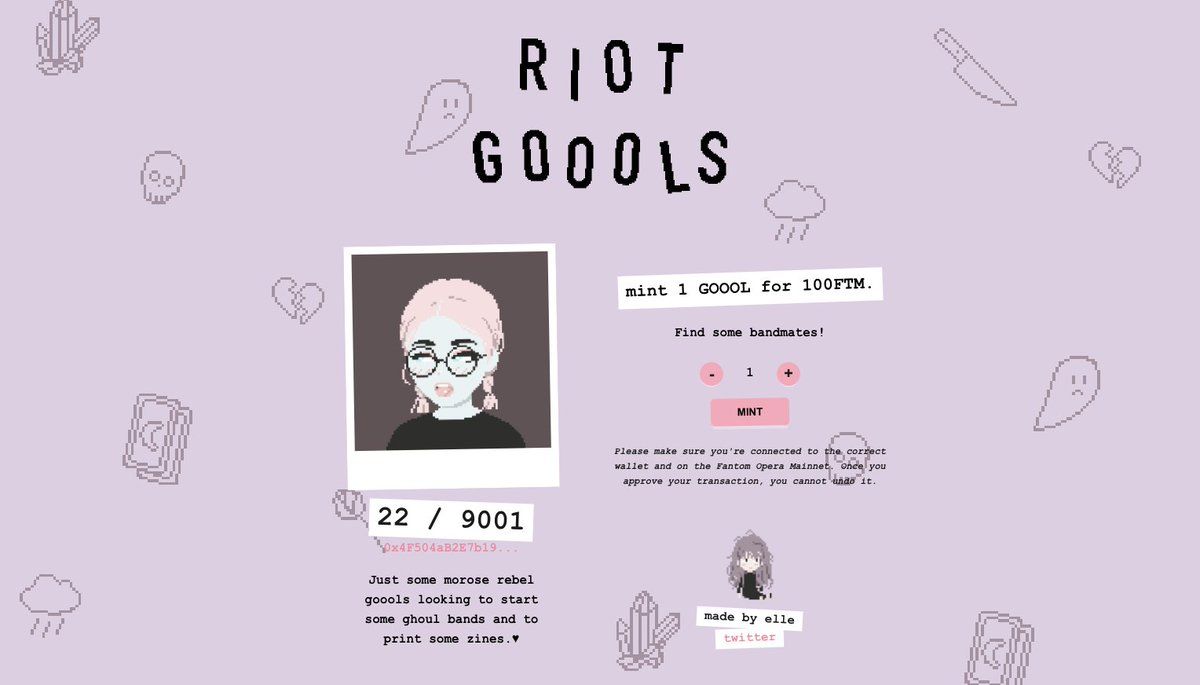 RIOT
GOOOLS
mint 1 GOOOL for 100FTM.
Find some bandmates!
- 1 +
MINT
Please make sure you're connected to the correct
wallet and on the Fantom Opera Mainnet. Once you
approve your transaction, you cannot undo it.
22 / 9001
0x4F504aB2E7b19...
Just some morose rebel
goools looking to start
some ghoul bands and to
print some zines.♥
made by elle
twitter